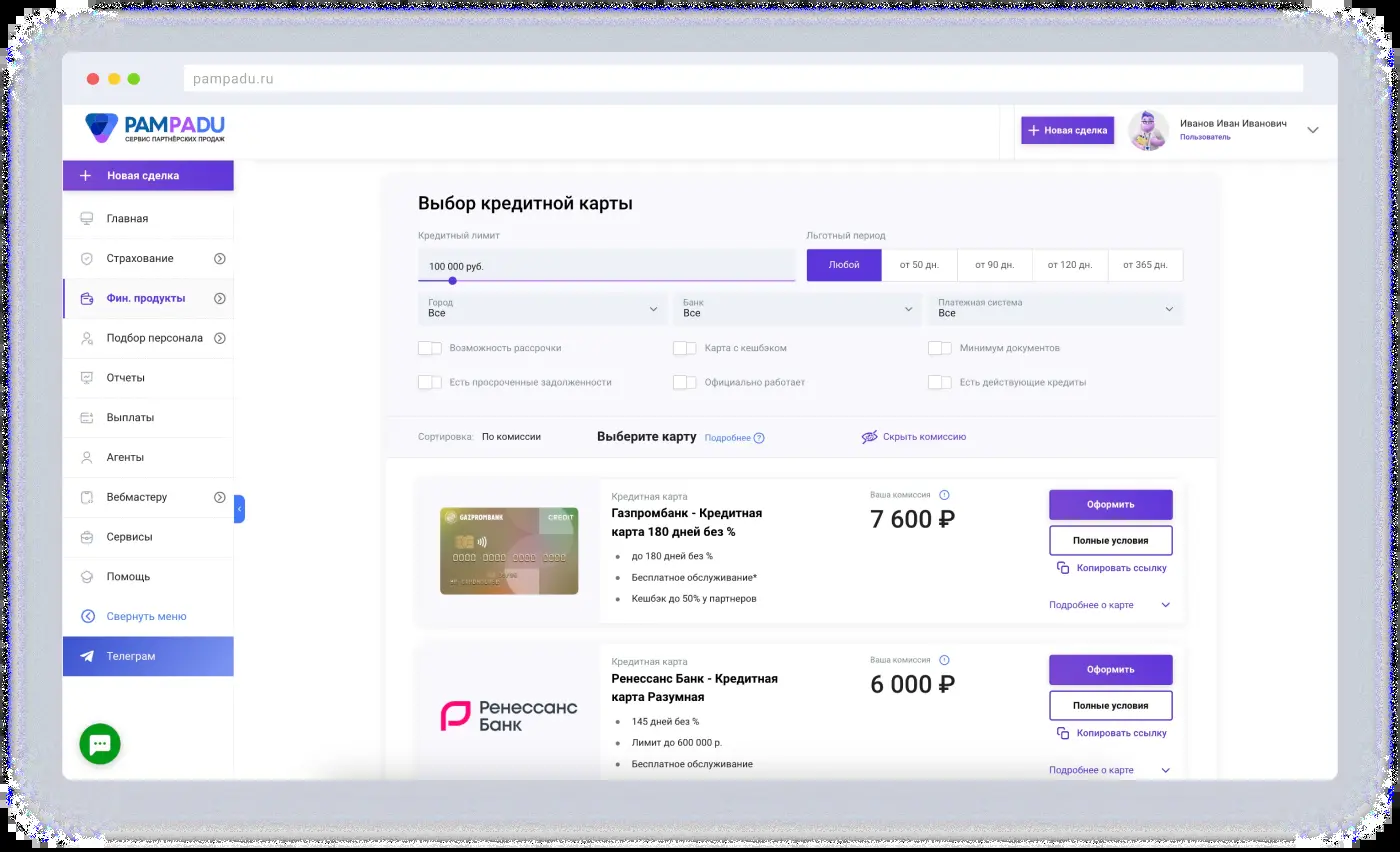 pampadu.ru
PAMPADU
СЕРВИС ПАРТНЁРСКИХ ПРОДАЖ
Новая сделка
Иванов Иван Иванович
Пользователь
Новая сделка
Главная
Страхование
Фин. продукты
Подбор персонала
Отчеты
Выплаты
Агенты
Вебмастеру
Сервисы
Помощь
Свернуть меню
Телеграм
Выбор кредитной карты
Кредитный лимит
100 000 руб.
Льготный период
Любой
от 50 дн.
от 90 дн.
от 120 дн.
от 365 дн.
Город
Все
Банк
Все
Платежная система
Все
Возможность рассрочки
Карта с кешбэком
Минимум документов
Есть просроченные задолженности
Официально работает
Есть действующие кредиты
Сортировка: По комиссии
Выберите карту
Подробнее ?
Скрыть комиссию
GAZPROMBANK CREDIT
0000 0000 0000 0000
Кредитная карта
Газпромбанк - Кредитная
карта 180 дней без %
до 180 дней без %
Бесплатное обслуживание*
Кешбэк до 50% у партнеров
Ваша комиссия
7 600 ₽
Оформить
Полные условия
Копировать ссылку
Подробнее о карте
Ренессанс
Банк
Кредитная карта
Ренессанс Банк - Кредитная
карта Разумная
145 дней без %
Лимит до 600 000 р.
Бесплатное обслуживание
Ваша комиссия
6 000 ₽
Оформить
Полные условия
Копировать ссылку
Подробнее о карте